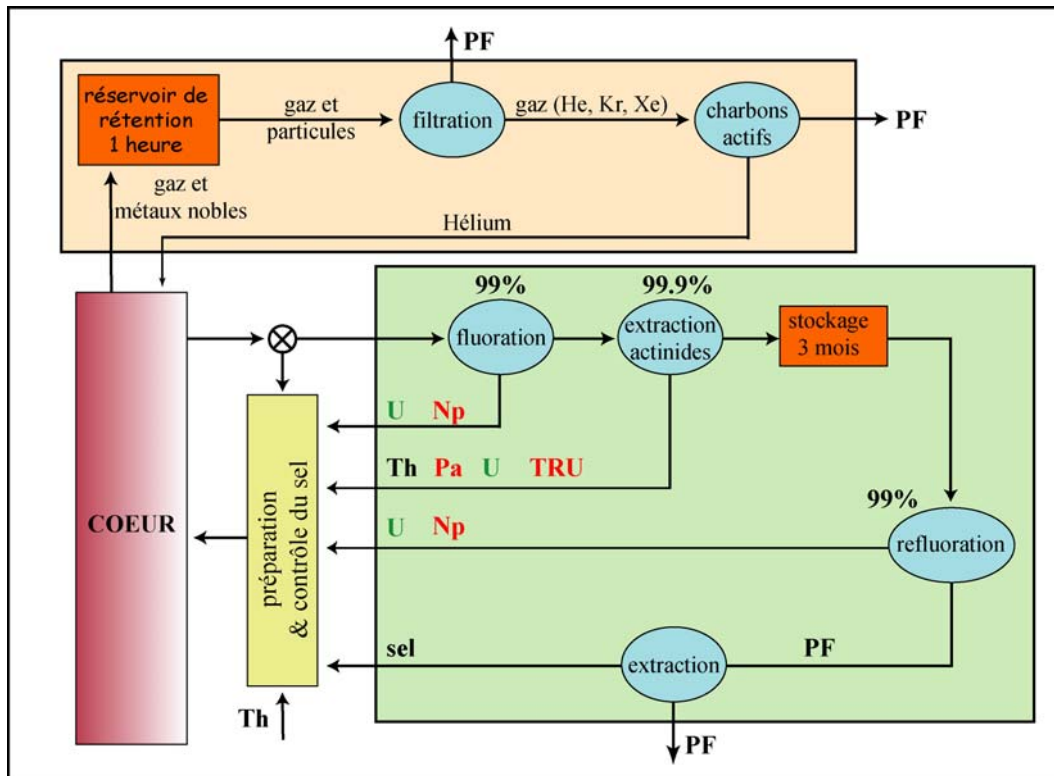 PF
réservoir de
rétention
1 heure
gaz et
particules
filtration
gaz (He, Kr, Xe)
charbons
actifs
PF
gaz et
métaux nobles
Hélium
99%
99.9%
fluoration
extraction
actinides
stockage
3 mois
U Np
Th Pa U TRU
COEUR
préparation
& contrôle du sel
99%
U Np
refluoration
sel
extraction
PF
Th
PF